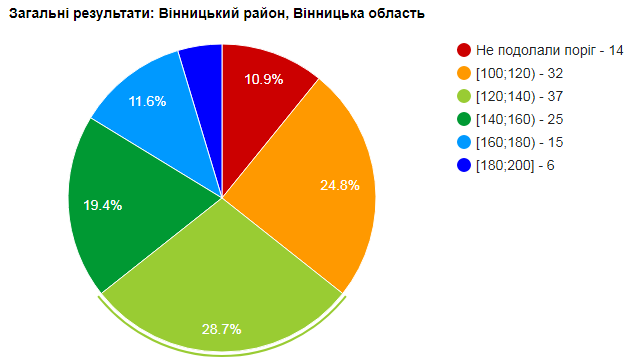 Загальні результати: Вінницький район, Вінницька область
10.9%
24.8%
28.7%
19.4%
11.6%
Не подолали поріг - 14
[100;120) - 32
[120;140) - 37
[140;160) - 25
[160;180) - 15
[180;200] - 6